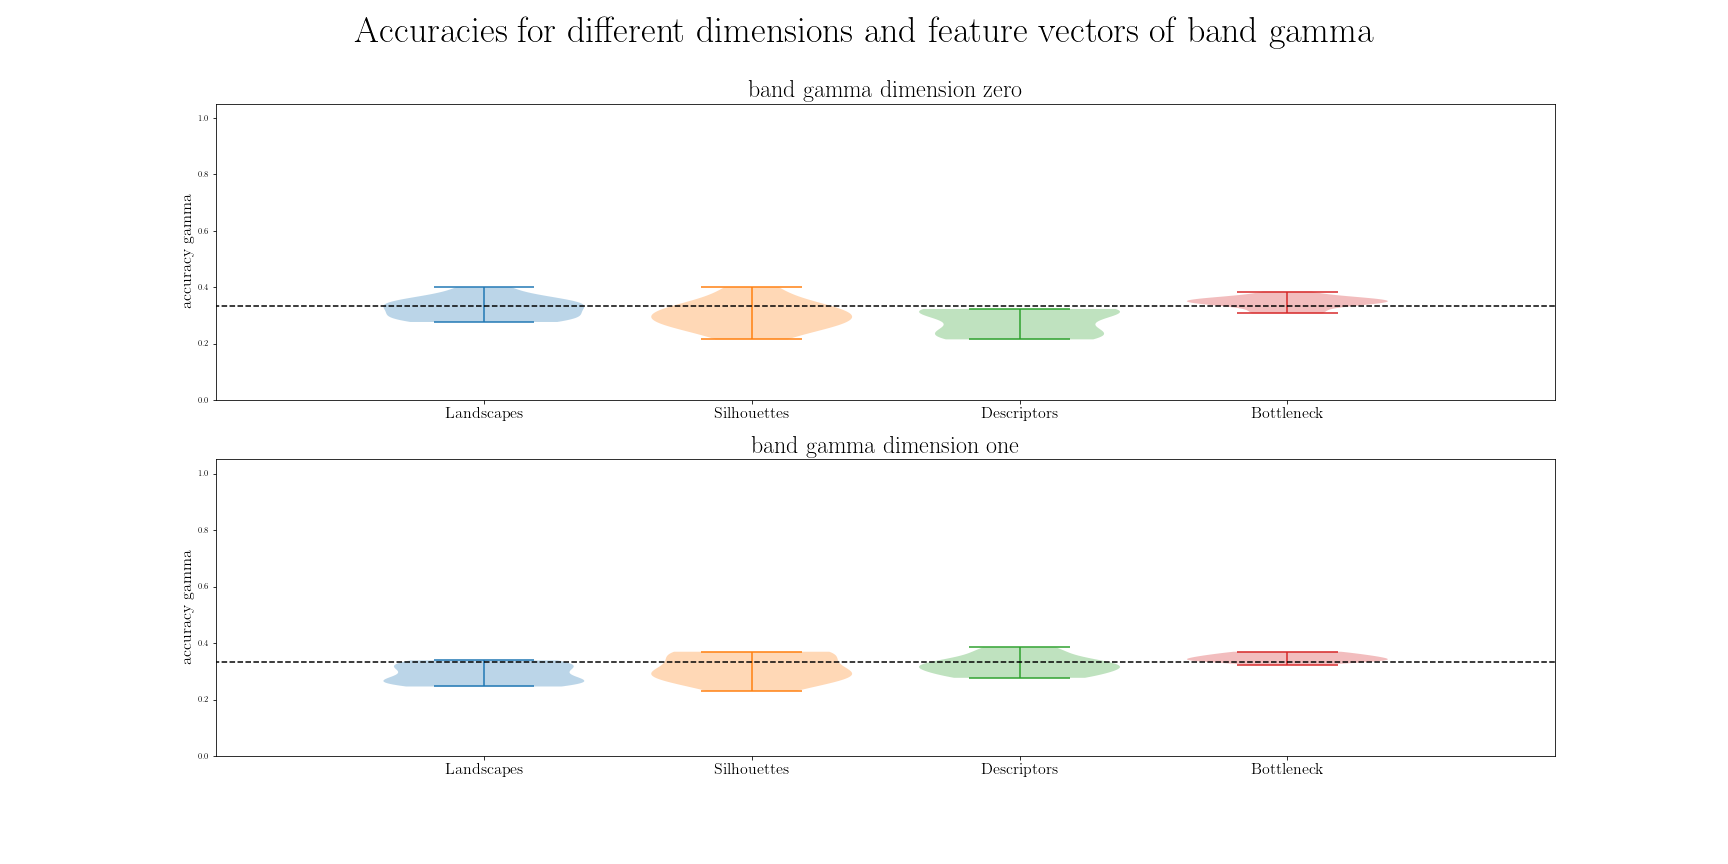 Accuracies for different dimensions and feature vectors of band gamma
band gamma dimension zero
accuracy gamma
1.0
0.8
0.6
0.4
0.2
0.0
Landscapes Silhouettes Descriptors Bottleneck
band gamma dimension one
accuracy gamma
1.0
0.8
0.6
0.4
0.2
0.0
Landscapes Silhouettes Descriptors Bottleneck